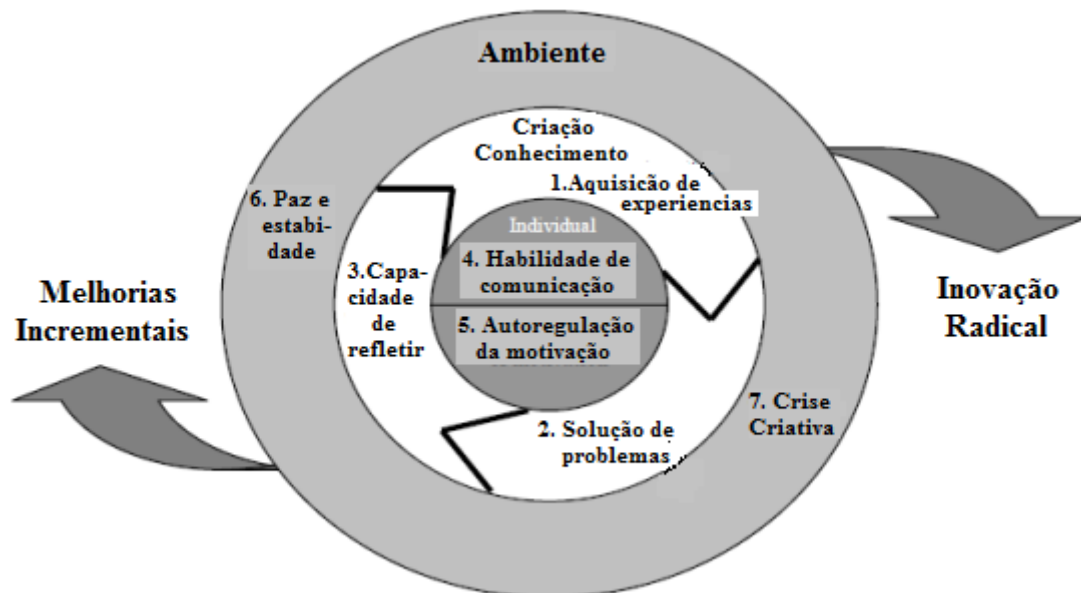 Ambiente
Criação
Conhecimento
1.Aquisicão de
experiencias
6. Paz e
estabi-
dade
Individual
4. Habilidade de
comunicação
3.Capa-
cidade
de
refletir
5. Autoregulação
da motivação
2. Solução de
problemas
7. Crise
Criativa
Melhorias
Incrementais
Inovação
Radical